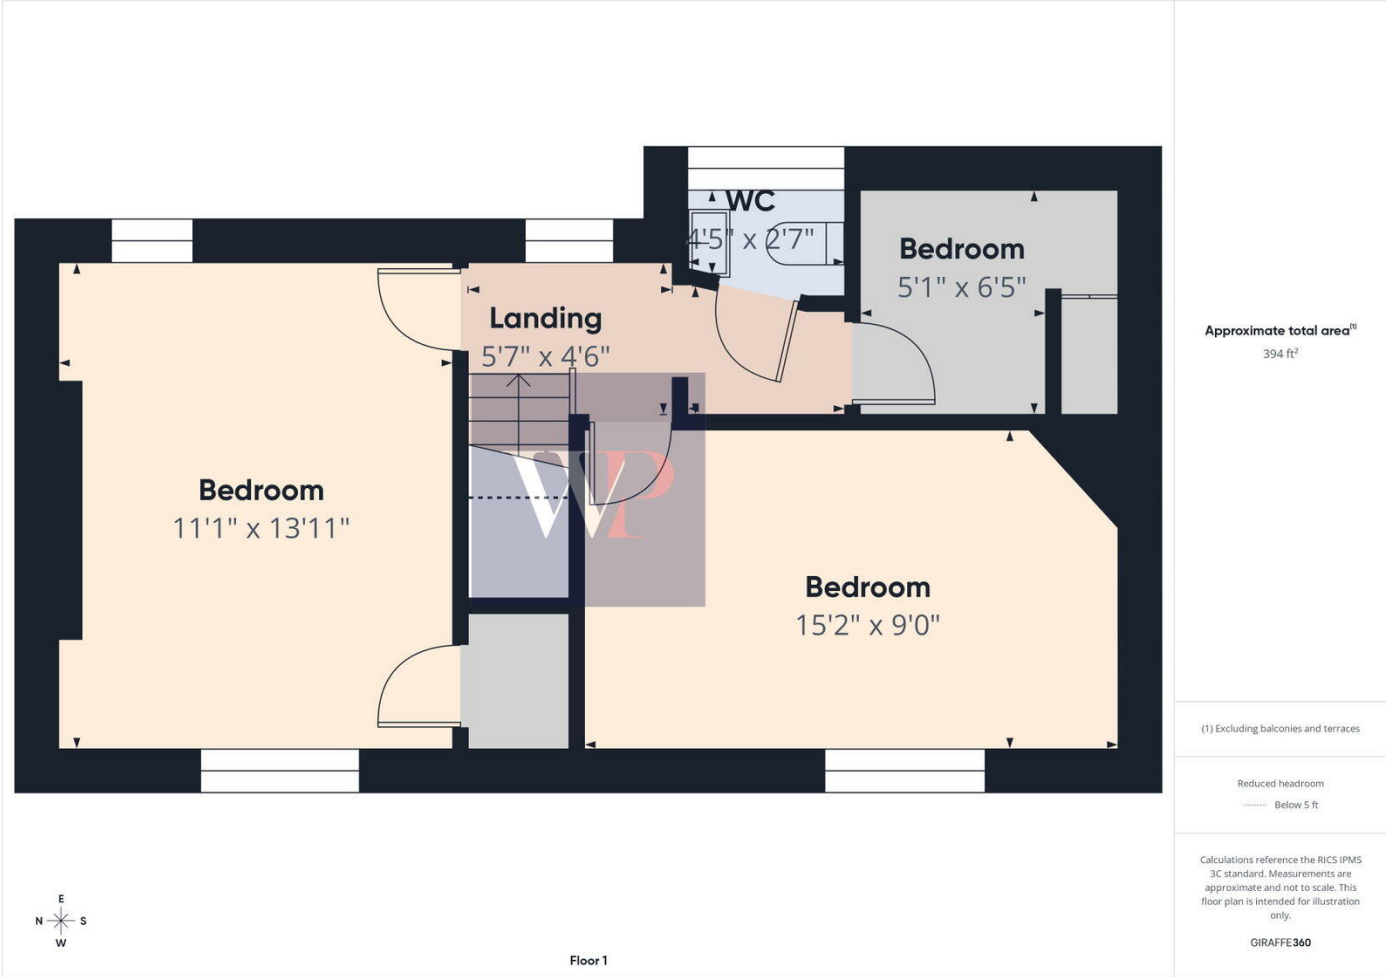 WC
4'5" x 2'7"
Bedroom
5'1" x 6'5"
Landing
5'7" x 4'6"
Bedroom
11'1" x 13'11"
WP
Bedroom
15'2" x 9'0"
E
N S
W
Floor 1
Approximate total area(1)
394 ft²
(1) Excluding balconies and terraces
Reduced headroom
Below 5 ft
Calculations reference the RICS IPMS
3C standard. Measurements are
approximate and not to scale. This
floor plan is intended for illustration
only.
GIRAFFE360